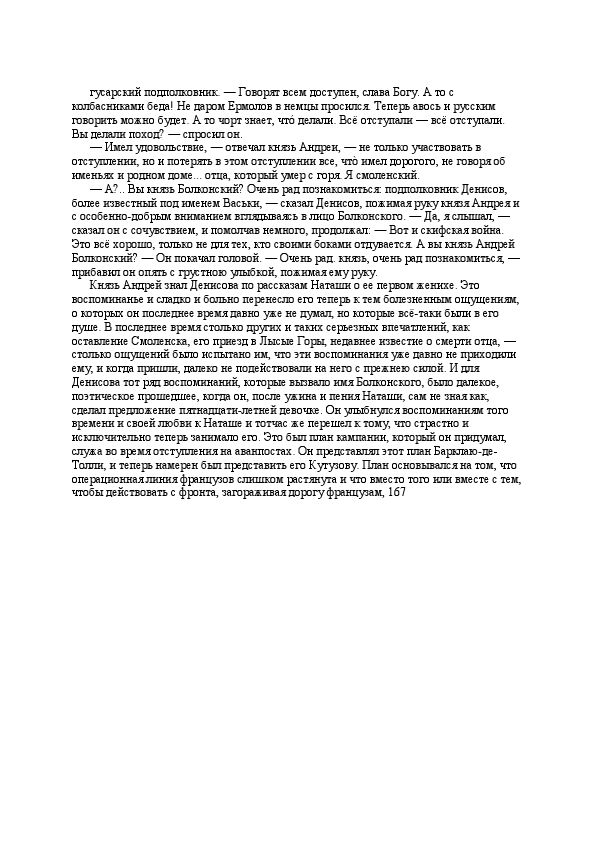 гусарский подполковник. — Говорят всем доступен, слава Богу. А то с
колбасниками беда! Не даром Ермолов в немцы просился. Теперь авось и русским
говорить можно будет. А то чорт знает, что́ делали. Всё отступали — всё отступали.
Вы делали поход? — спросил он.
— Имел удовольствие, — отвечал князь Андреи, — не только участвовать в
отступлении, но и потерять в этом отступлении все, что̀ имел дорогого, не говоря об
именьях и родном доме... отца, который умер с горя. Я смоленский.
— А?.. Вы князь Болконский? Очень рад познакомиться: подполковник Денисов,
более известный под именем Васьки, — сказал Денисов, пожимая руку князя Андрея и
с особенно-добрым вниманием вглядываясь в лицо Болконского. — Да, я слышал, —
сказал он с сочувствием, и помолчав немного, продолжал: — Вот и скифская война.
Это всё хорошо, только не для тех, кто своими боками отдувается. А вы князь Андрей
Болконский? — Он покачал головой. — Очень рад. князь, очень рад познакомиться, —
прибавил он опять с грустною улыбкой, пожимая ему руку.
Князь Андрей знал Денисова по рассказам Наташи о ее первом женихе. Это
воспоминанье и сладко и больно перенесло его теперь к тем болезненным ощущениям,
о которых он последнее время давно уже не думал, но которые всё-таки были в его
душе. В последнее время столько других и таких серьезных впечатлений, как
оставление Смоленска, его приезд в Лысые Горы, недавнее известие о смерти отца, —
столько ощущений было испытано им, что эти воспоминания уже давно не приходили
ему, и когда пришли, далеко не подействовали на него с прежнею силой. И для
Денисова тот ряд воспоминаний, которые вызвало имя Болконского, было далекое,
поэтическое прошедшее, когда он, после ужина и пения Наташи, сам не зная как,
сделал предложение пятнадцати-летней девочке. Он улыбнулся воспоминаниям того
времени и своей любви к Наташе и тотчас же перешел к тому, что страстно и
исключительно теперь занимало его. Это был план кампании, который он придумал,
служа во время отступления на аванпостах. Он представлял этот план Барклаю-де-
Толли, и теперь намерен был представить его Кутузову. План основывался на том, что
операционная линия французов слишком растянута и что вместо того или вместе с тем,
чтобы действовать с фронта, загораживая дорогу французам, 167